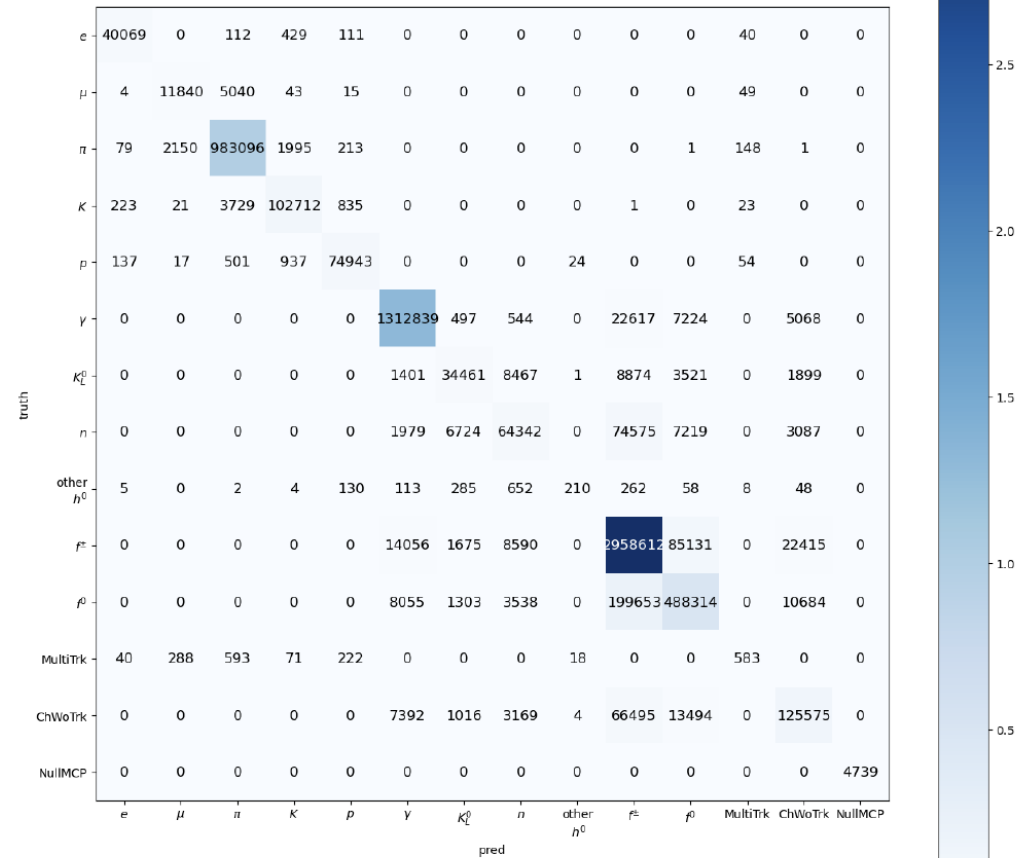 e 40069 0 112 429 111 0 0 0 0 0 0 40 0 0
μ 4 11840 5040 43 15 0 0 0 0 0 0 49 0 0
π 79 2150 983096 1995 213 0 0 0 0 0 1 148 1 0
K 223 21 3729 102712 835 0 0 0 0 1 0 23 0 0
p 137 17 501 937 74943 0 0 0 24 0 0 54 0 0
γ 0 0 0 0 0 1312839 497 544 0 22617 7224 0 5068 0
K_L^0 0 0 0 0 0 1401 34461 8467 1 8874 3521 0 1899 0
n 0 0 0 0 0 1979 6724 64342 0 74575 7219 0 3087 0
other h⁰ 5 0 2 4 130 113 285 652 210 262 58 8 48 0
f± 0 0 0 0 0 14056 1675 8590 0 2958612 85131 0 22415 0
f⁰ 0 0 0 0 0 8055 1303 3538 0 199653 488314 0 10684 0
MultiTrk 40 288 593 71 222 0 0 0 18 0 0 583 0 0
ChWoTrk 0 0 0 0 0 7392 1016 3169 4 66495 13494 0 125575 0
NullMCP 0 0 0 0 0 0 0 0 0 0 0 0 0 4739
e μ π K p γ K_L^0 n other h⁰ f± f⁰ MultiTrk ChWoTrk NullMCP
pred
truth
2.5
2.0
1.5
1.0
0.5